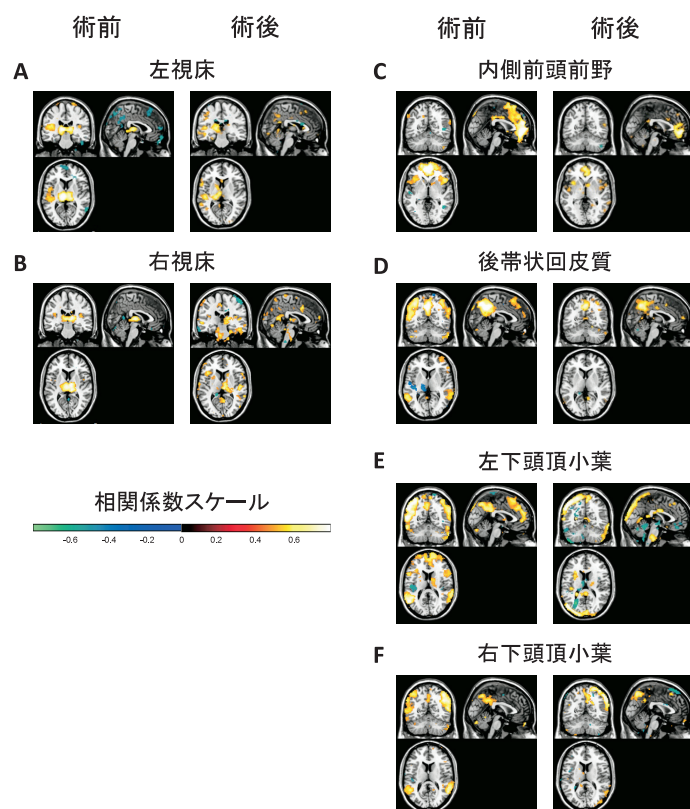 術前 術後
A 左視床
B 右視床
相関係数スケール
-0.6 -0.4 -0.2 0 0.2 0.4 0.6
術前 術後
C 内側前頭前野
D 後帯状回皮質
E 左下頭頂小葉
F 右下頭頂小葉